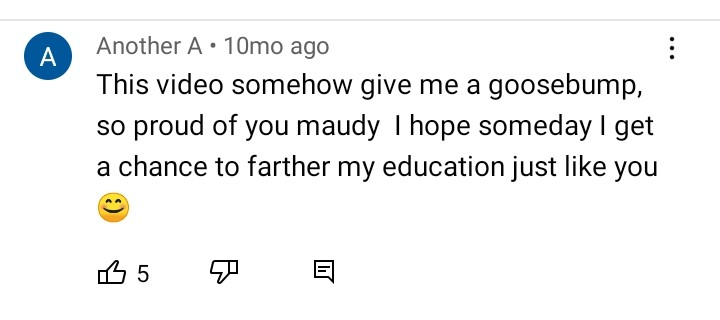 A
Another A • 10mo ago
This video somehow give me a goosebump,
so proud of you maudy  I hope someday I get
a chance to farther my education just like you
😊
5